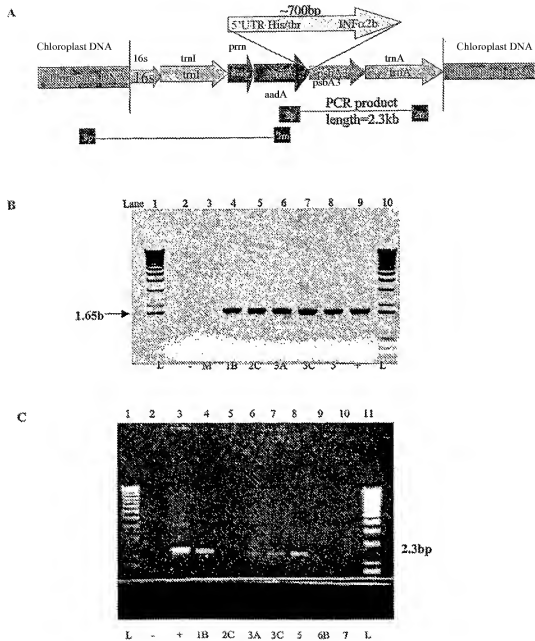 A
~700bp
5'UTR His/thr INFα2b
Chloroplast DNA
16s
trnI
prrn
trnA
Chloroplast DNA
16s
trnI
trnA
aadA
psbA3
PCR product
length=2.3kb
3p
2m
B
Lane 1 2 3 4 5 6 7 8 9 10
1.65b
L - M 1B 2C 3A 3C 5 + L
C
1 2 3 4 5 6 7 8 9 10 11
2.3bp
L - + 1B 2C 3A 3C 5 6B 7 L